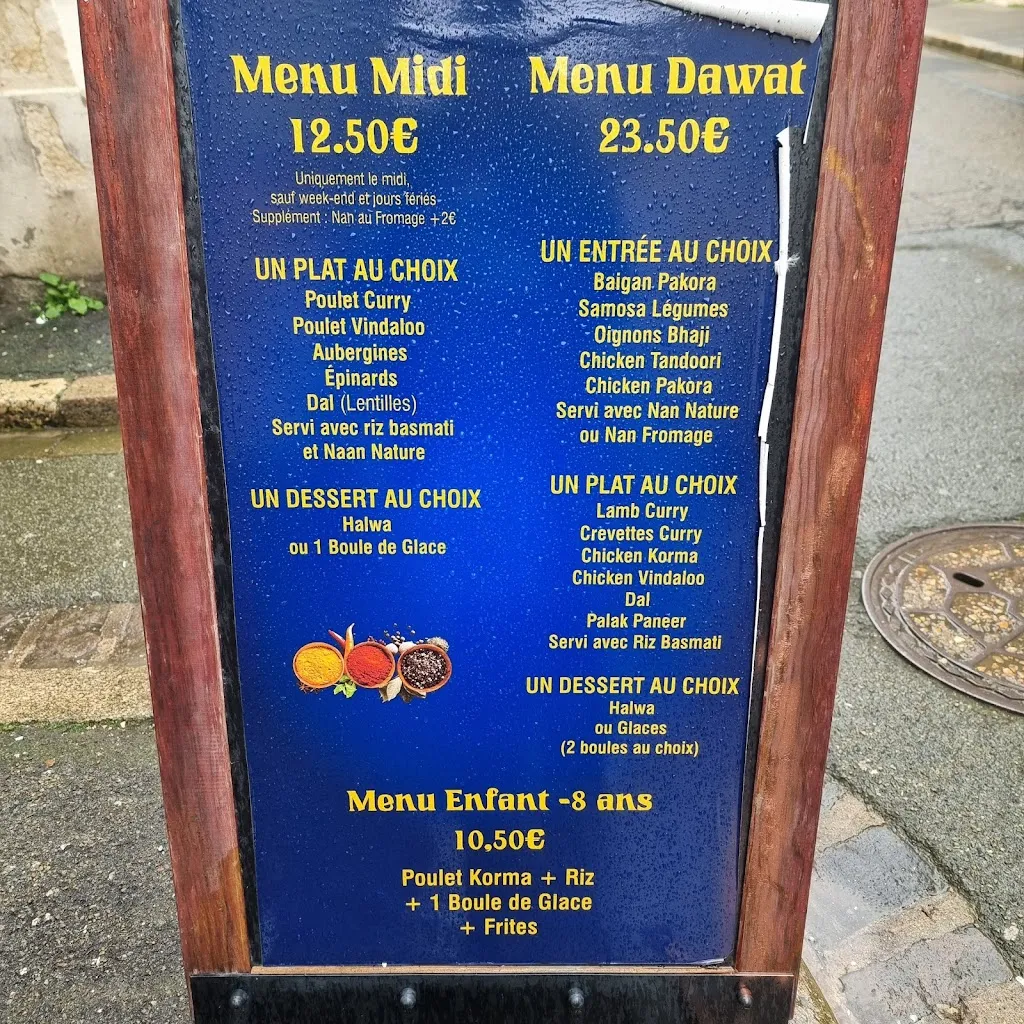 Menu Midi
12.50€
Uniquement le midi,
sauf week-end et jours fériés
Supplément : Nan au Fromage +2€
UN PLAT AU CHOIX
Poulet Curry
Poulet Vindaloo
Aubergines
Épinards
Dal (Lentilles)
Servi avec riz basmati
et Naan Nature
UN DESSERT AU CHOIX
Halwa
ou 1 Boule de Glace
Menu Dawat
23.50€
UN ENTRÉE AU CHOIX
Baigan Pakora
Samosa Légumes
Oignons Bhaji
Chicken Tandoori
Chicken Pakora
Servi avec Nan Nature
ou Nan Fromage
UN PLAT AU CHOIX
Lamb Curry
Crevettes Curry
Chicken Korma
Chicken Vindaloo
Dal
Palak Paneer
Servi avec Riz Basmati
UN DESSERT AU CHOIX
Halwa
ou Glaces
(2 boules au choix)
Menu Enfant -8 ans
10,50€
Poulet Korma + Riz
+ 1 Boule de Glace
+ Frites